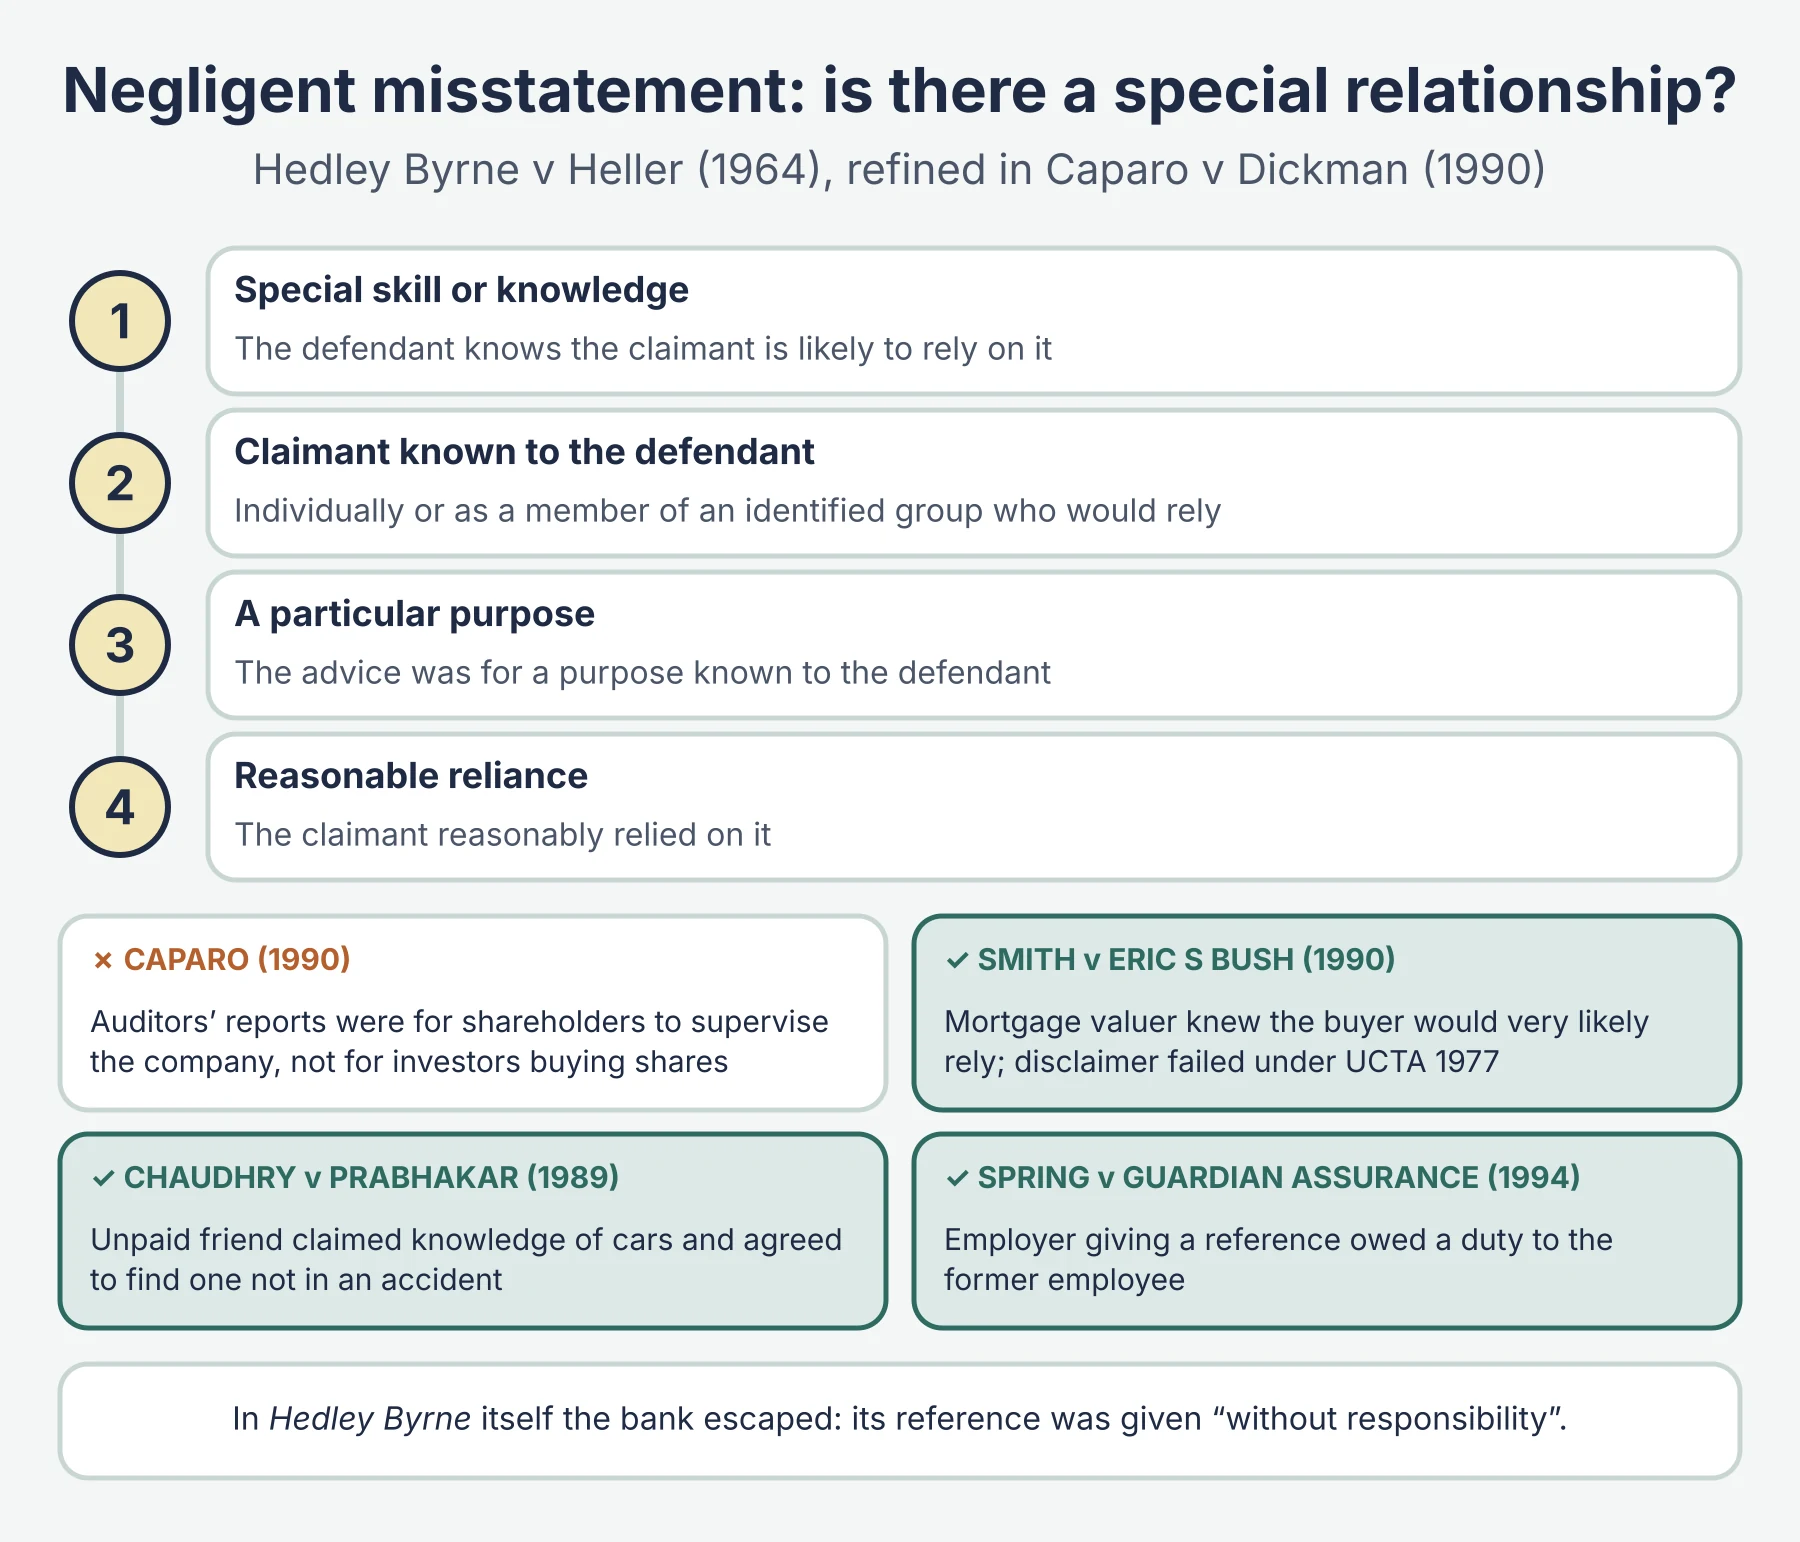 Negligent misstatement: is there a special relationship?
Hedley Byrne v Heller (1964), refined in Caparo v Dickman (1990)
1
Special skill or knowledge
The defendant knows the claimant is likely to rely on it
2
Claimant known to the defendant
Individually or as a member of an identified group who would rely
3
A particular purpose
The advice was for a purpose known to the defendant
4
Reasonable reliance
The claimant reasonably relied on it
✗ CAPARO (1990)
Auditors’ reports were for shareholders to supervise
the company, not for investors buying shares
✓ SMITH v ERIC S BUSH (1990)
Mortgage valuer knew the buyer would very likely
rely; disclaimer failed under UCTA 1977
✓ CHAUDHRY v PRABHAKAR (1989)
Unpaid friend claimed knowledge of cars and agreed
to find one not in an accident
✓ SPRING v GUARDIAN ASSURANCE (1994)
Employer giving a reference owed a duty to the
former employee
In Hedley Byrne itself the bank escaped: its reference was given “without responsibility”.